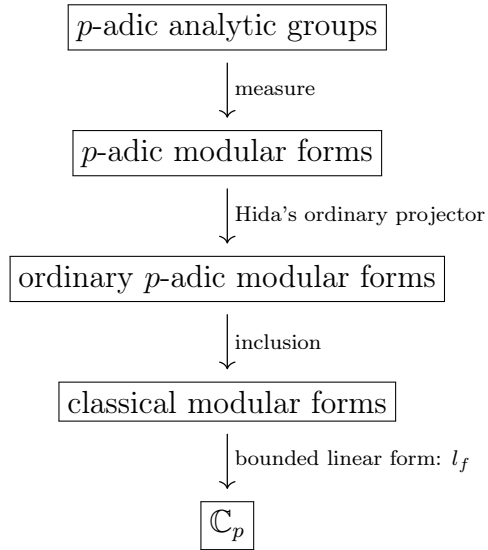 p-adic analytic groups
measure
p-adic modular forms
Hida's ordinary projector
ordinary p-adic modular forms
inclusion
classical modular forms
bounded linear form: l_f
ℂ_p